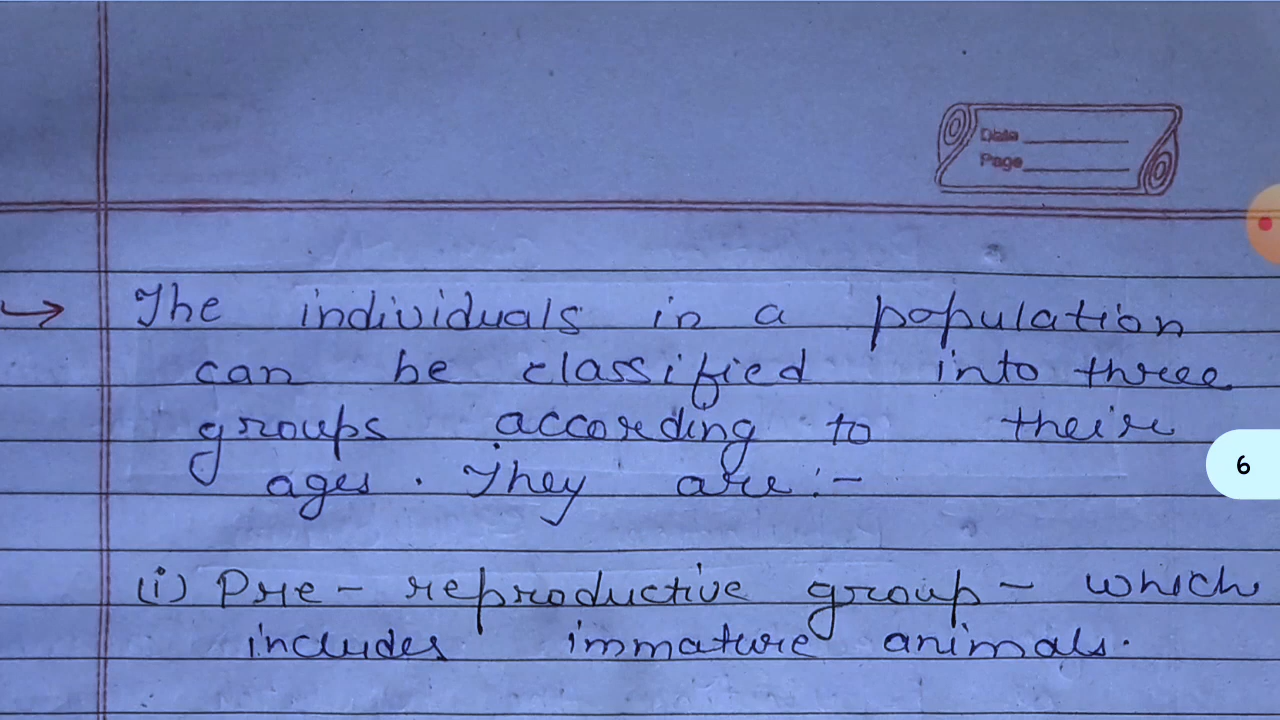 Date
Page
→ The individuals in a population
can be classified into three
groups according to their
ages. They are:-
6
(i) Pre- reproductive group - which
includes immature animals.